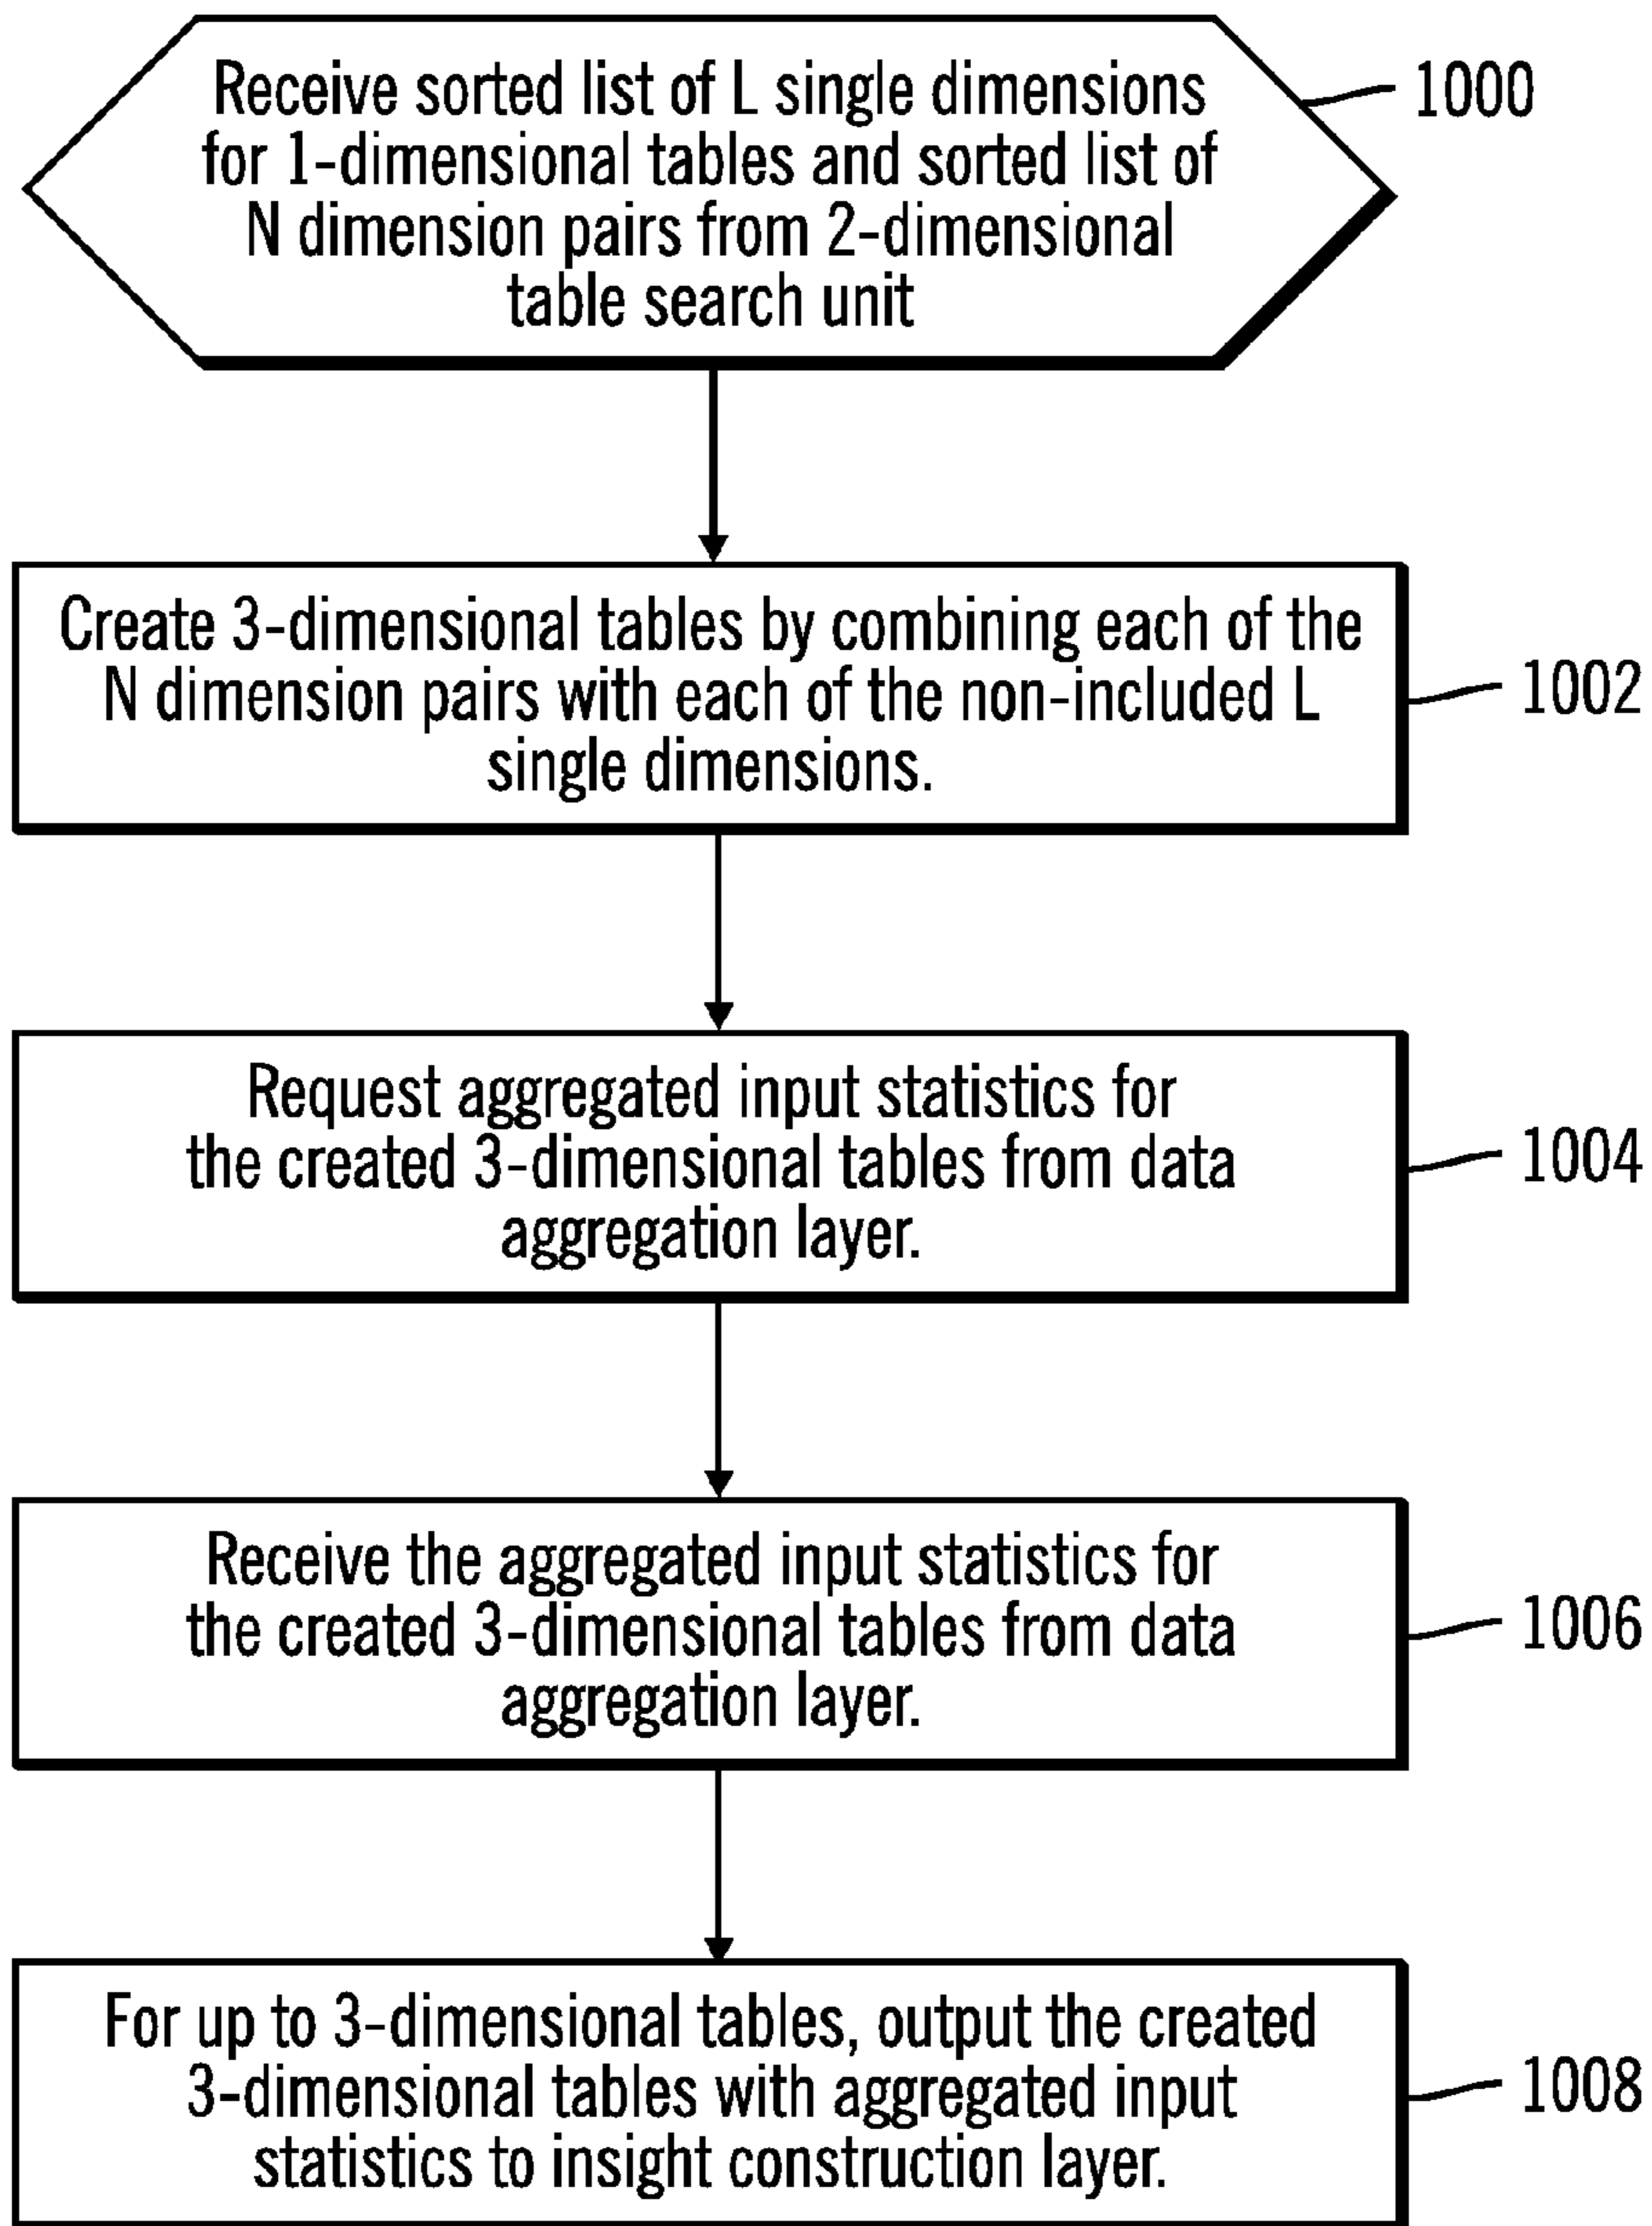 Receive sorted list of L single dimensions
for 1-dimensional tables and sorted list of
N dimension pairs from 2-dimensional
table search unit
1000
Create 3-dimensional tables by combining each of the
N dimension pairs with each of the non-included L
single dimensions.
1002
Request aggregated input statistics for
the created 3-dimensional tables from data
aggregation layer.
1004
Receive the aggregated input statistics for
the created 3-dimensional tables from data
aggregation layer.
1006
For up to 3-dimensional tables, output the created
3-dimensional tables with aggregated input
statistics to insight construction layer.
1008